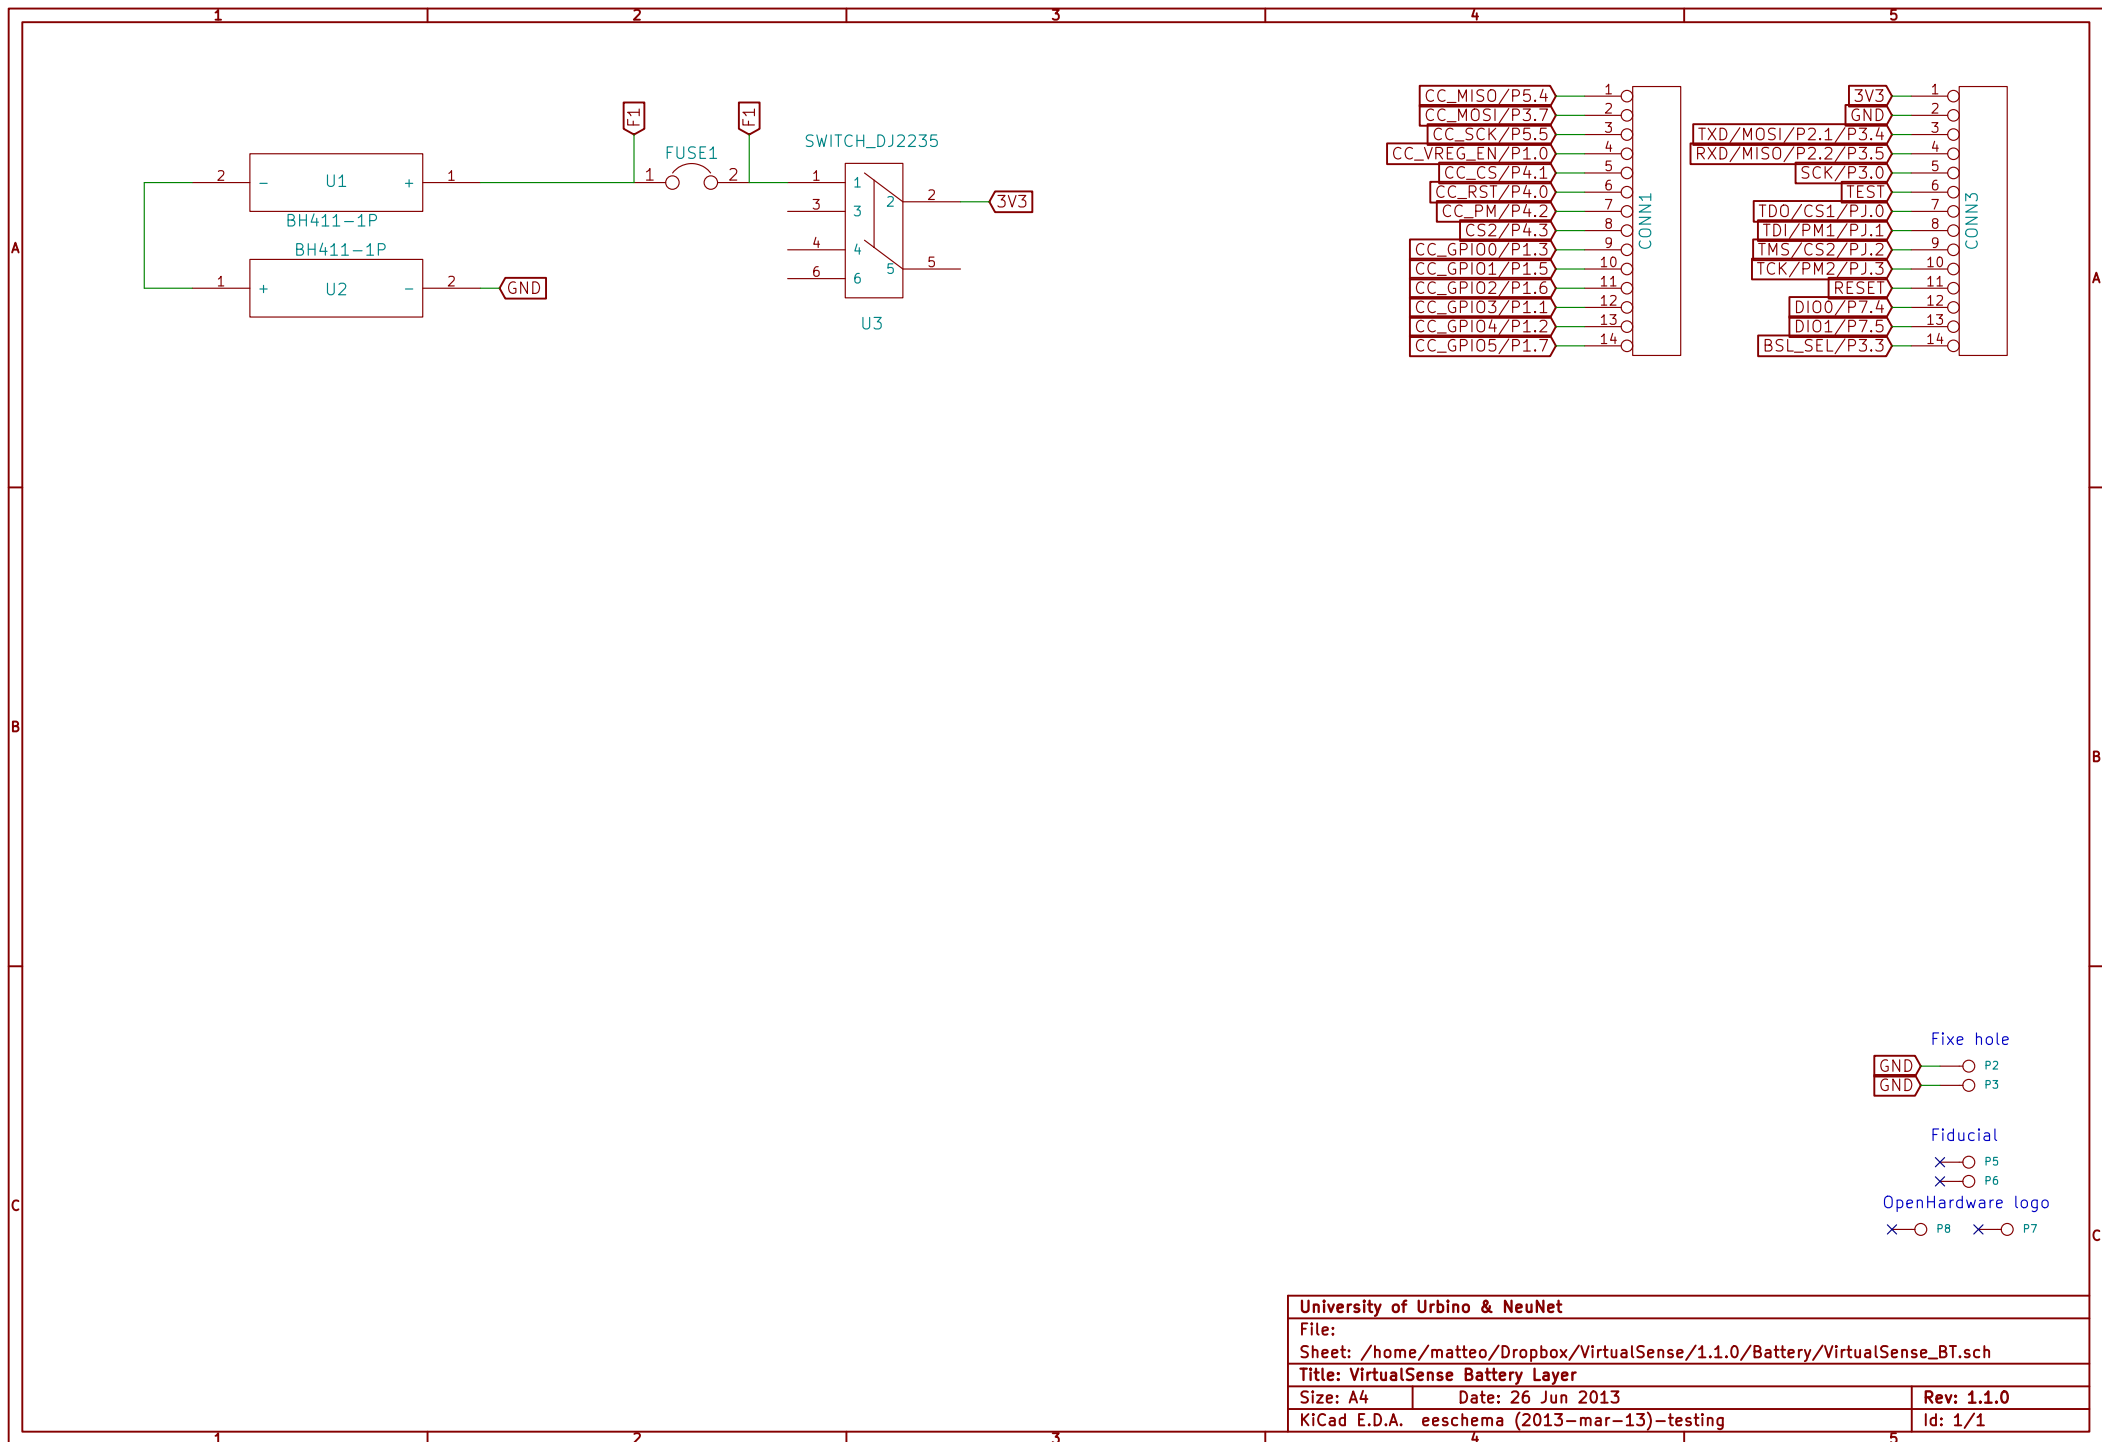 1 2 3 4 5
F1 F1
SWITCH_DJ2235
FUSE1
2 - U1 + 1
1 2
1 1 2 2 3V3
3 3
BH411-1P
BH411-1P
4 4
1 + U2 - 2 GND
5 5
6 6
U3
CC_MISO/P5.4 1
CC_MOSI/P3.7 2
CC_SCK/P5.5 3
CC_VREG_EN/P1.0 4
CC_CS/P4.1 5
CC_RST/P4.0 6
CC_PM/P4.2 7
CS2/P4.3 8
CC_GPIO0/P1.3 9
CC_GPIO1/P1.5 10
CC_GPIO2/P1.6 11
CC_GPIO3/P1.1 12
CC_GPIO4/P1.2 13
CC_GPIO5/P1.7 14
CONN1
3V3 1
GND 2
TXD/MOSI/P2.1/P3.4 3
RXD/MISO/P2.2/P3.5 4
SCK/P3.0 5
TEST 6
TDO/CS1/PJ.0 7
TDI/PM1/PJ.1 8
TMS/CS2/PJ.2 9
TCK/PM2/PJ.3 10
RESET 11
DIO0/P7.4 12
DIO1/P7.5 13
BSL_SEL/P3.3 14
CONN3
A A
B B
Fixe hole
GND P2
GND P3
Fiducial
P5
P6
OpenHardware logo
P8 P7
C C
University of Urbino & NeuNet
File:
Sheet: /home/matteo/Dropbox/VirtualSense/1.1.0/Battery/VirtualSense_BT.sch
Title: VirtualSense Battery Layer
Size: A4 Date: 26 Jun 2013 Rev: 1.1.0
KiCad E.D.A. eeschema (2013-mar-13)-testing Id: 1/1
1 2 3 4 5